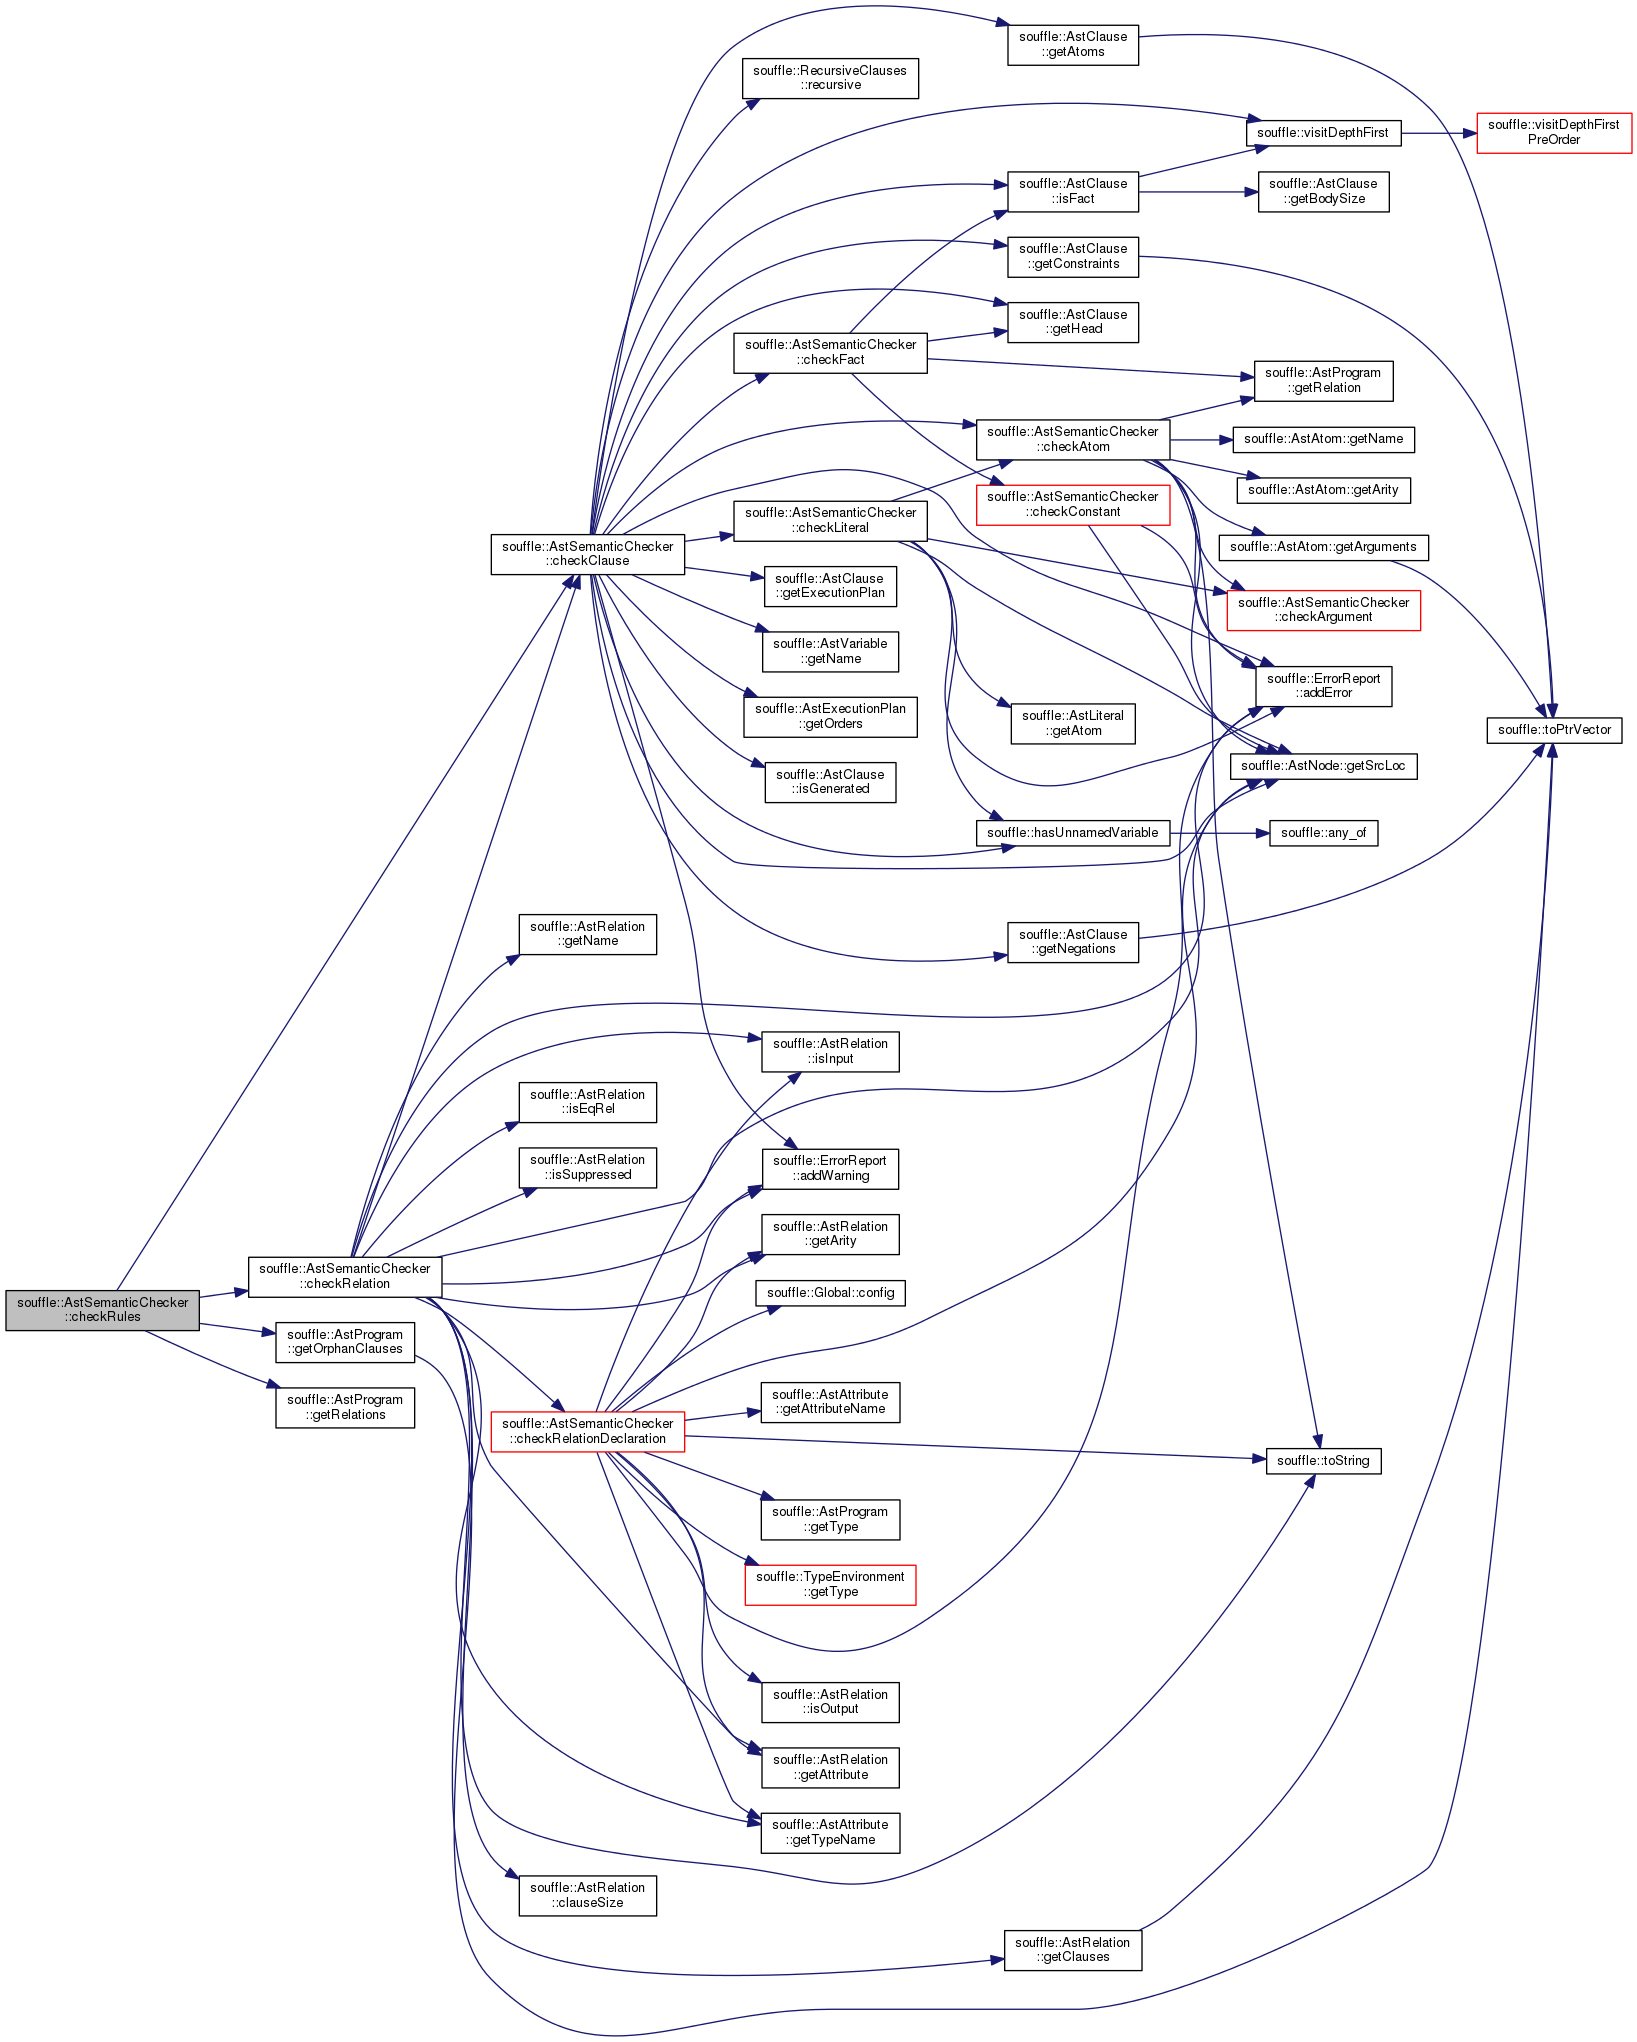 souffle::AstClause
::getAtoms
souffle::RecursiveClauses
::recursive
souffle::visitDepthFirst
souffle::visitDepthFirst
PreOrder
souffle::AstClause
::isFact
souffle::AstClause
::getBodySize
souffle::AstClause
::getConstraints
souffle::AstClause
::getHead
souffle::AstSemanticChecker
::checkFact
souffle::AstProgram
::getRelation
souffle::AstSemanticChecker
::checkAtom
souffle::AstAtom::getName
souffle::AstSemanticChecker
::checkConstant
souffle::AstAtom::getArity
souffle::AstSemanticChecker
::checkLiteral
souffle::AstSemanticChecker
::checkClause
souffle::AstAtom::getArguments
souffle::AstClause
::getExecutionPlan
souffle::AstSemanticChecker
::checkArgument
souffle::AstVariable
::getName
souffle::ErrorReport
::addError
souffle::AstExecutionPlan
::getOrders
souffle::AstLiteral
::getAtom
souffle::toPtrVector
souffle::AstNode::getSrcLoc
souffle::AstClause
::isGenerated
souffle::hasUnnamedVariable
souffle::any_of
souffle::AstRelation
::getName
souffle::AstClause
::getNegations
souffle::AstRelation
::isInput
souffle::AstRelation
::isEqRel
souffle::AstRelation
::isSuppressed
souffle::ErrorReport
::addWarning
souffle::AstRelation
::getArity
souffle::AstSemanticChecker
::checkRelation
souffle::Global::config
souffle::AstSemanticChecker
::checkRules
souffle::AstProgram
::getOrphanClauses
souffle::AstProgram
::getRelations
souffle::AstAttribute
::getAttributeName
souffle::AstSemanticChecker
::checkRelationDeclaration
souffle::toString
souffle::AstProgram
::getType
souffle::TypeEnvironment
::getType
souffle::AstRelation
::isOutput
souffle::AstRelation
::getAttribute
souffle::AstAttribute
::getTypeName
souffle::AstRelation
::clauseSize
souffle::AstRelation
::getClauses